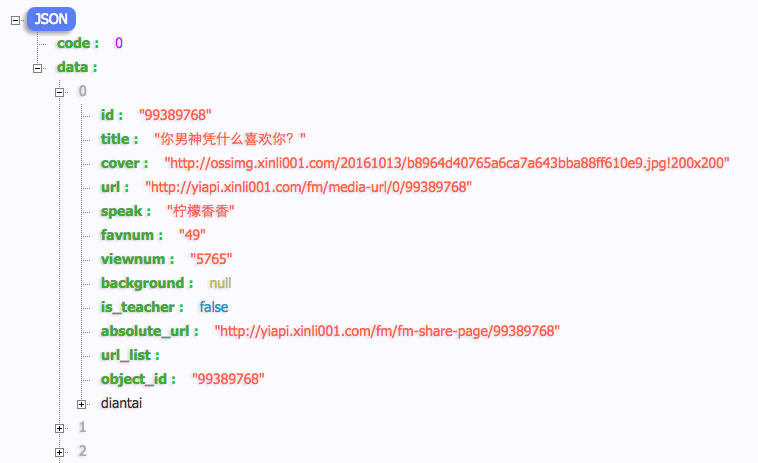 JSON
code : 0
data :
0
id : "99389768"
title : "你男神凭什么喜欢你？"
cover : "http://ossimg.xinli001.com/20161013/b8964d40765a6ca7a643bba88ff610e9.jpg!200x200"
url : "http://yiapi.xinli001.com/fm/media-url/0/99389768"
speak : "柠檬香香"
favnum : "49"
viewnum : "5765"
background : null
is_teacher : false
absolute_url : "http://yiapi.xinli001.com/fm/fm-share-page/99389768"
url_list :
object_id : "99389768"
diantai
1
2